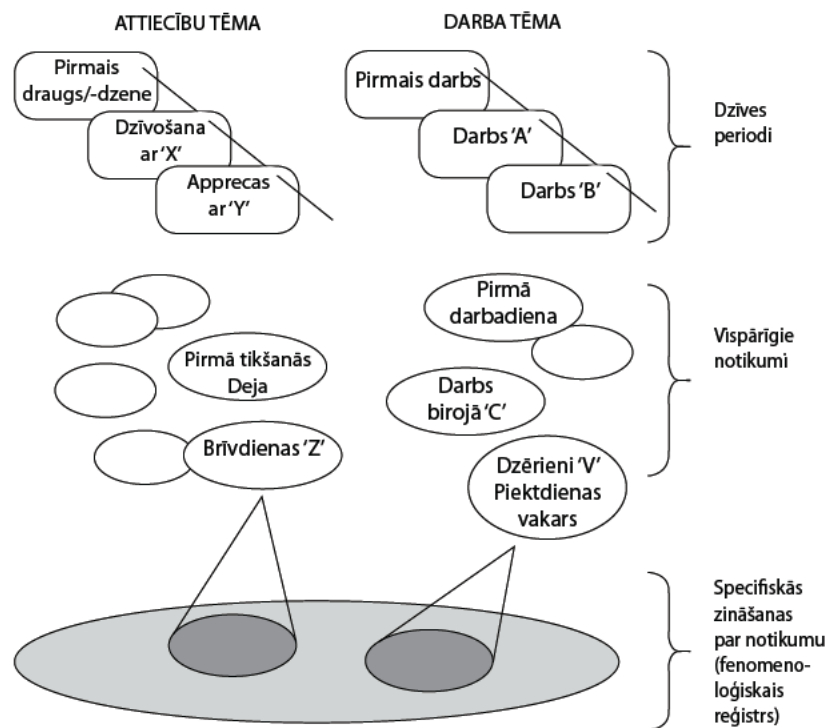 ATTIECĪBU TĒMA
DARBA TĒMA
Pirmais
draugs/-dzene
Dzīvošana
ar ‘X’
Apprecas
ar ‘Y’
Pirmais darbs
Darbs ‘A’
Darbs ‘B’
Dzīves
periodi
Pirmā tikšanās
Deja
Brīvdienas ‘Z’
Pirmā
darbadiena
Darbs
birojā ‘C’
Dzērieni ‘V’
Piektdienas
vakars
Vispārīgie
notikumi
Specifiskās
zināšanas
par notikumu
(fenomeno-
loģiskais
reģistrs)